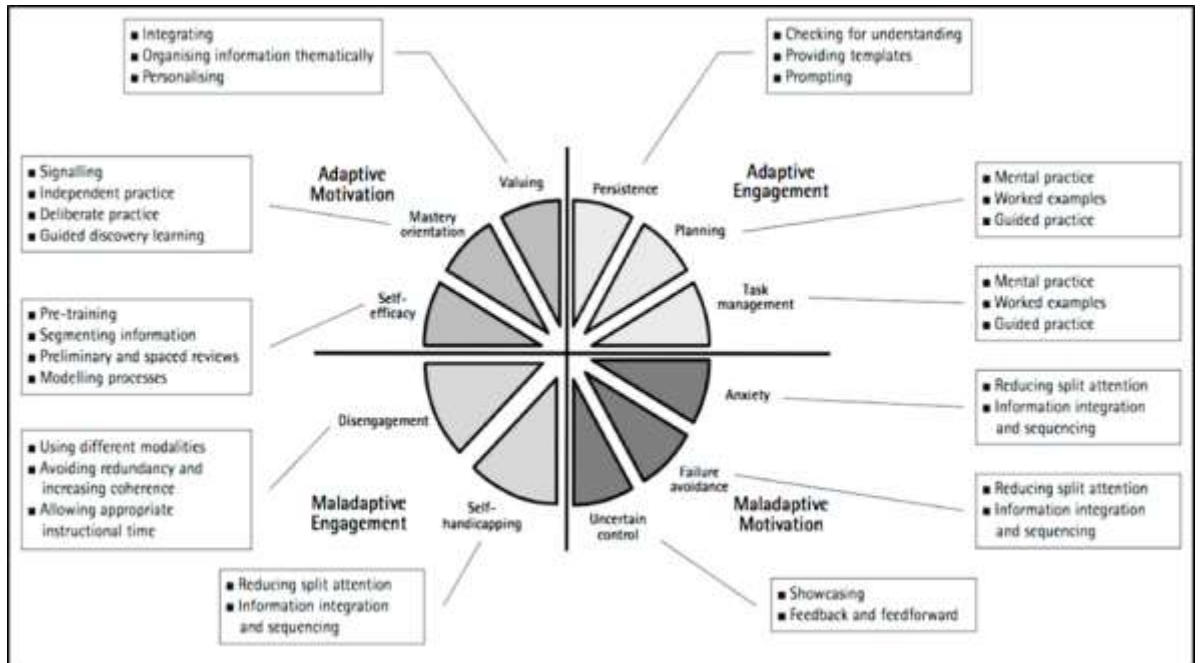 ■ Integrating
■ Organising information thematically
■ Personalising
■ Checking for understanding
■ Providing templates
■ Prompting
■ Signalling
■ Independent practice
■ Deliberate practice
■ Guided discovery learning
Adaptive
Motivation
Valuing
Persistence
Adaptive
Engagement
■ Mental practice
■ Worked examples
■ Guided practice
Mastery
orientation
Planning
■ Pre-training
■ Segmenting information
■ Preliminary and spaced reviews
■ Modelling processes
Self-
efficacy
Task
management
■ Mental practice
■ Worked examples
■ Guided practice
■ Using different modalities
■ Avoiding redundancy and
increasing coherence
■ Allowing appropriate
instructional time
Disengagement
Anxiety
■ Reducing split attention
■ Information integration
and sequencing
Maladaptive
Engagement
Self-
handicapping
Uncertain
control
Failure
avoidance
Maladaptive
Motivation
■ Reducing split attention
■ Information integration
and sequencing
■ Reducing split attention
■ Information integration
and sequencing
■ Showcasing
■ Feedback and feedforward